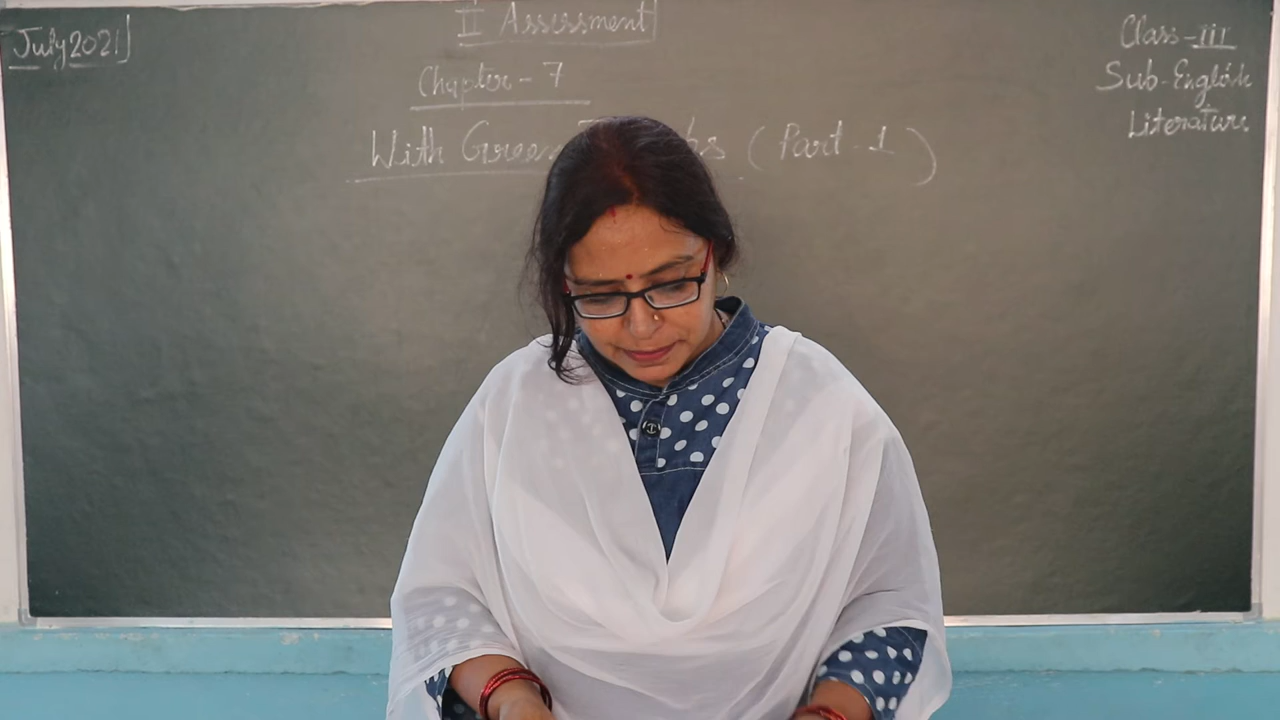 July 2021
II Assessment
Class-III
Chapter-7
Sub-English
Literature
With Green (Part-1)